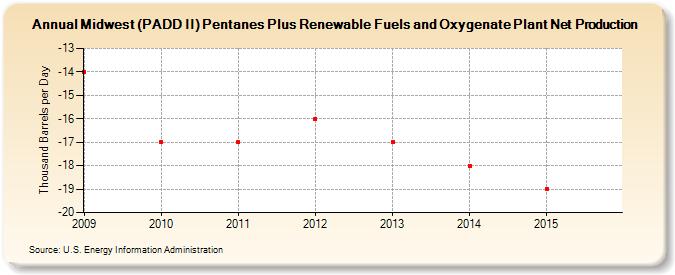 Annual Midwest (PADD II) Pentanes Plus Renewable Fuels and Oxygenate Plant Net Production
Thousand Barrels per Day
-13
-14
-15
-16
-17
-18
-19
-20
2009 2010 2011 2012 2013 2014 2015
Source: U.S. Energy Information Administration